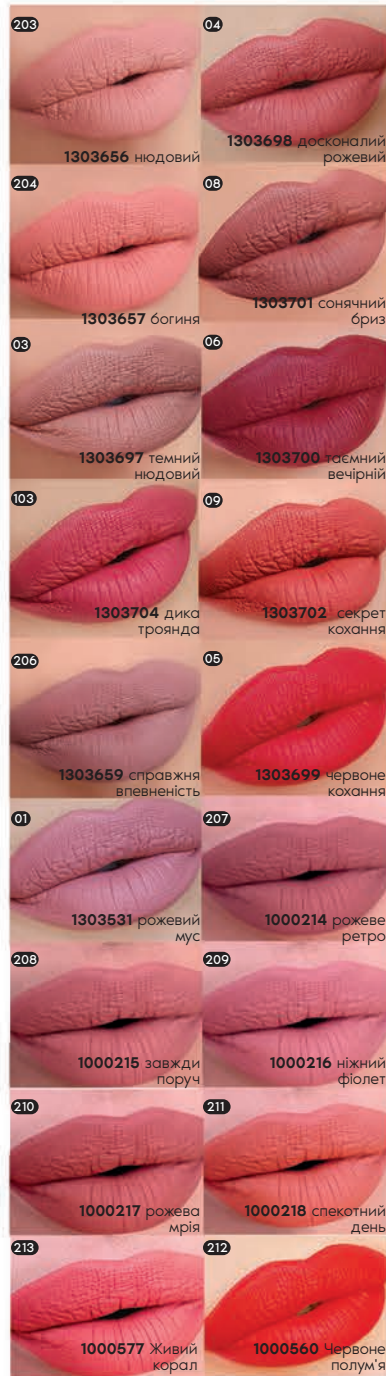 203
1303656 нюдовий
04
1303698 досконалий
рожевий
204
1303657 богиня
08
1303701 сонячний
бриз
03
1303697 темний
нюдовий
06
1303700 таємний
вечірній
103
1303704 дика
троянда
09
1303702 секрет
кохання
206
1303659 справжня
впевненість
05
1303699 червоне
кохання
01
1303531 рожевий
мус
207
1000214 рожеве
ретро
208
1000215 завжди
поруч
209
1000216 ніжний
фіолет
210
1000217 рожева
мрія
211
1000218 спекотний
день
213
1000577 Живий
корал
212
1000560 Червоне
полум'я